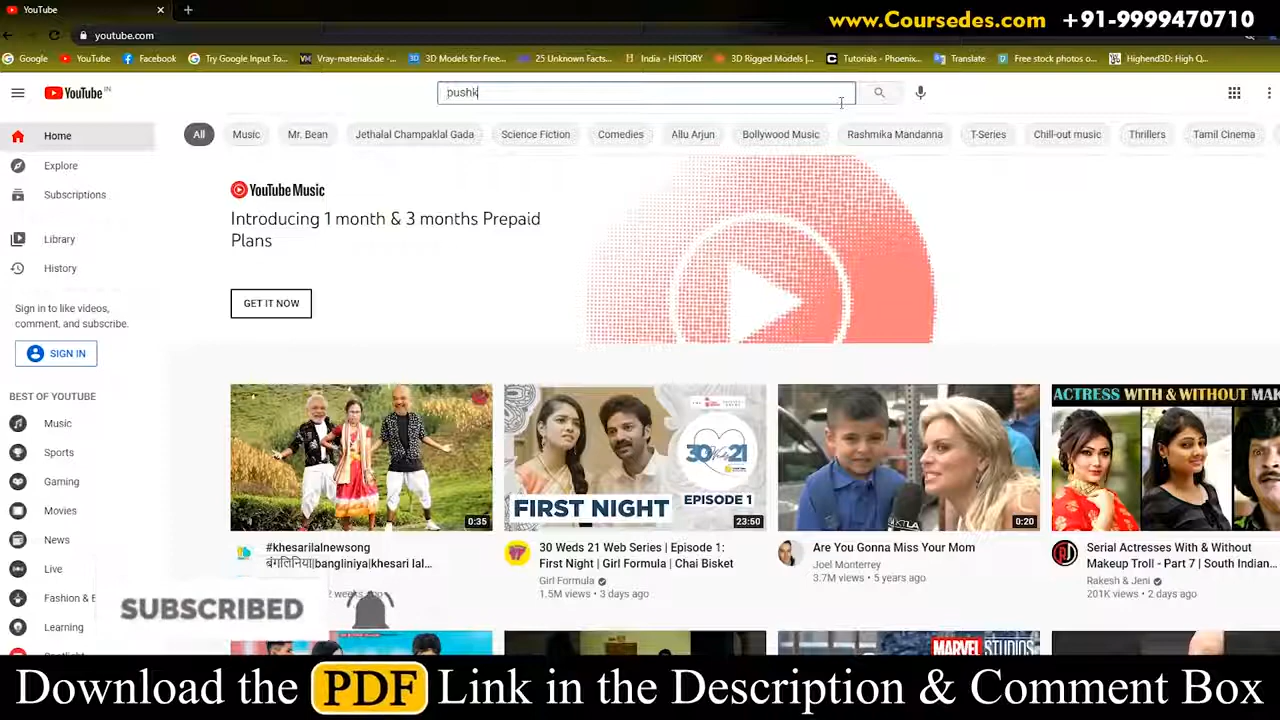 YouTube
www.Coursedes.com +91-9999470710
youtube.com
Google
YouTube
Facebook
Try Google Input To...
Vray-materials.de -...
3D Models for Free...
25 Unknown Facts...
India - HISTORY
3D Rigged Models |...
Tutorials - Phoenix...
Translate
Free stock photos o...
Highend3D: High Q...
YouTube IN
pushk
Home
Explore
Subscriptions
Library
History
Sign in to like videos,
comment, and subscribe.
SIGN IN
BEST OF YOUTUBE
Music
Sports
Gaming
Movies
News
Live
Fashion & B
Learning
All
Music
Mr. Bean
Jethalal Champaklal Gada
Science Fiction
Comedies
Allu Arjun
Bollywood Music
Rashmika Mandanna
T-Series
Chill-out music
Thrillers
Tamil Cinema
YouTube Music
Introducing 1 month & 3 months Prepaid
Plans
GET IT NOW
0:35
#khesarilalnewsong
बंगतिनिया|bangliniya|khesari lal...
2 weeks ago
FIRST NIGHT
30 Weds 21
EPISODE 1
23:50
30 Weds 21 Web Series | Episode 1:
First Night | Girl Formula | Chai Bisket
Girl Formula
1.5M views • 3 days ago
0:20
Are You Gonna Miss Your Mom
Joel Monterrey
3.7M views • 5 years ago
ACTRESS WITH & WITHOUT MAK
Serial Actresses With & Without
Makeup Troll - Part 7 | South Indian...
Rakesh & Jeni
201K views • 2 days ago
MARVEL STUDIOS
SUBSCRIBED
Download the PDF Link in the Description & Comment Box